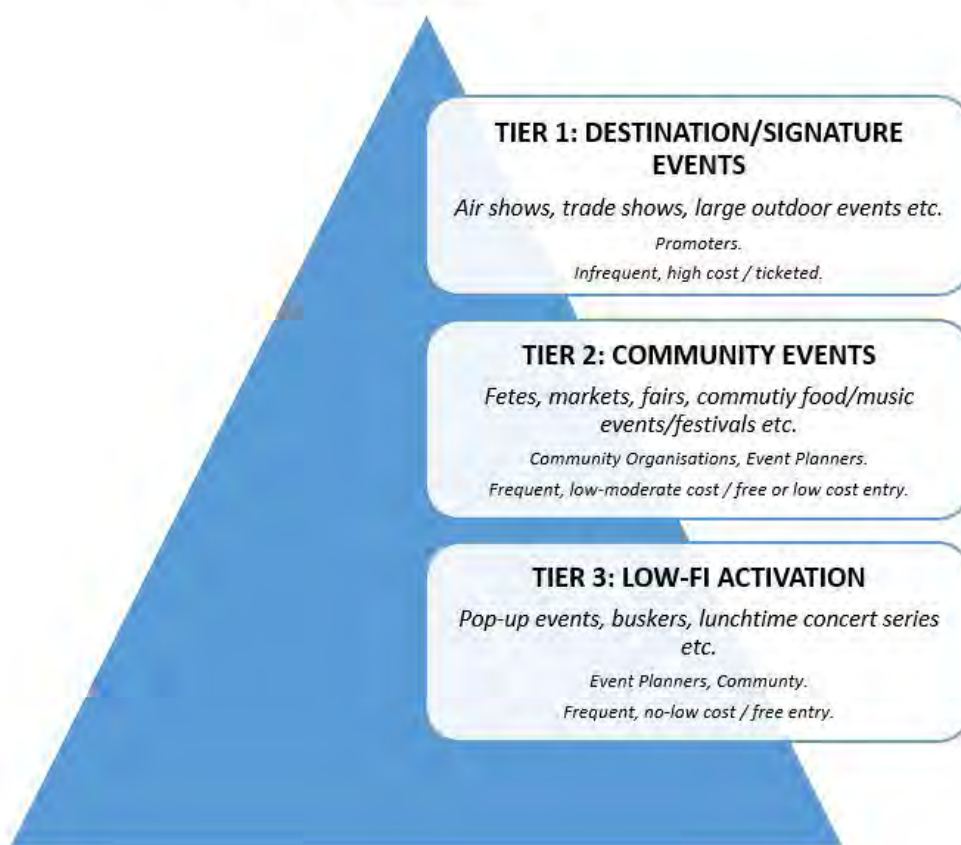 TIER 1: DESTINATION/SIGNATURE
EVENTS
Air shows, trade shows, large outdoor events etc.
Promoters.
Infrequent, high cost / ticketed.
TIER 2: COMMUNITY EVENTS
Fetes, markets, fairs, commutiy food/music
events/festivals etc.
Community Organisations, Event Planners.
Frequent, low-moderate cost / free or low cost entry.
TIER 3: LOW-FI ACTIVATION
Pop-up events, buskers, lunchtime concert series
etc.
Event Planners, Communty.
Frequent, no-low cost / free entry.